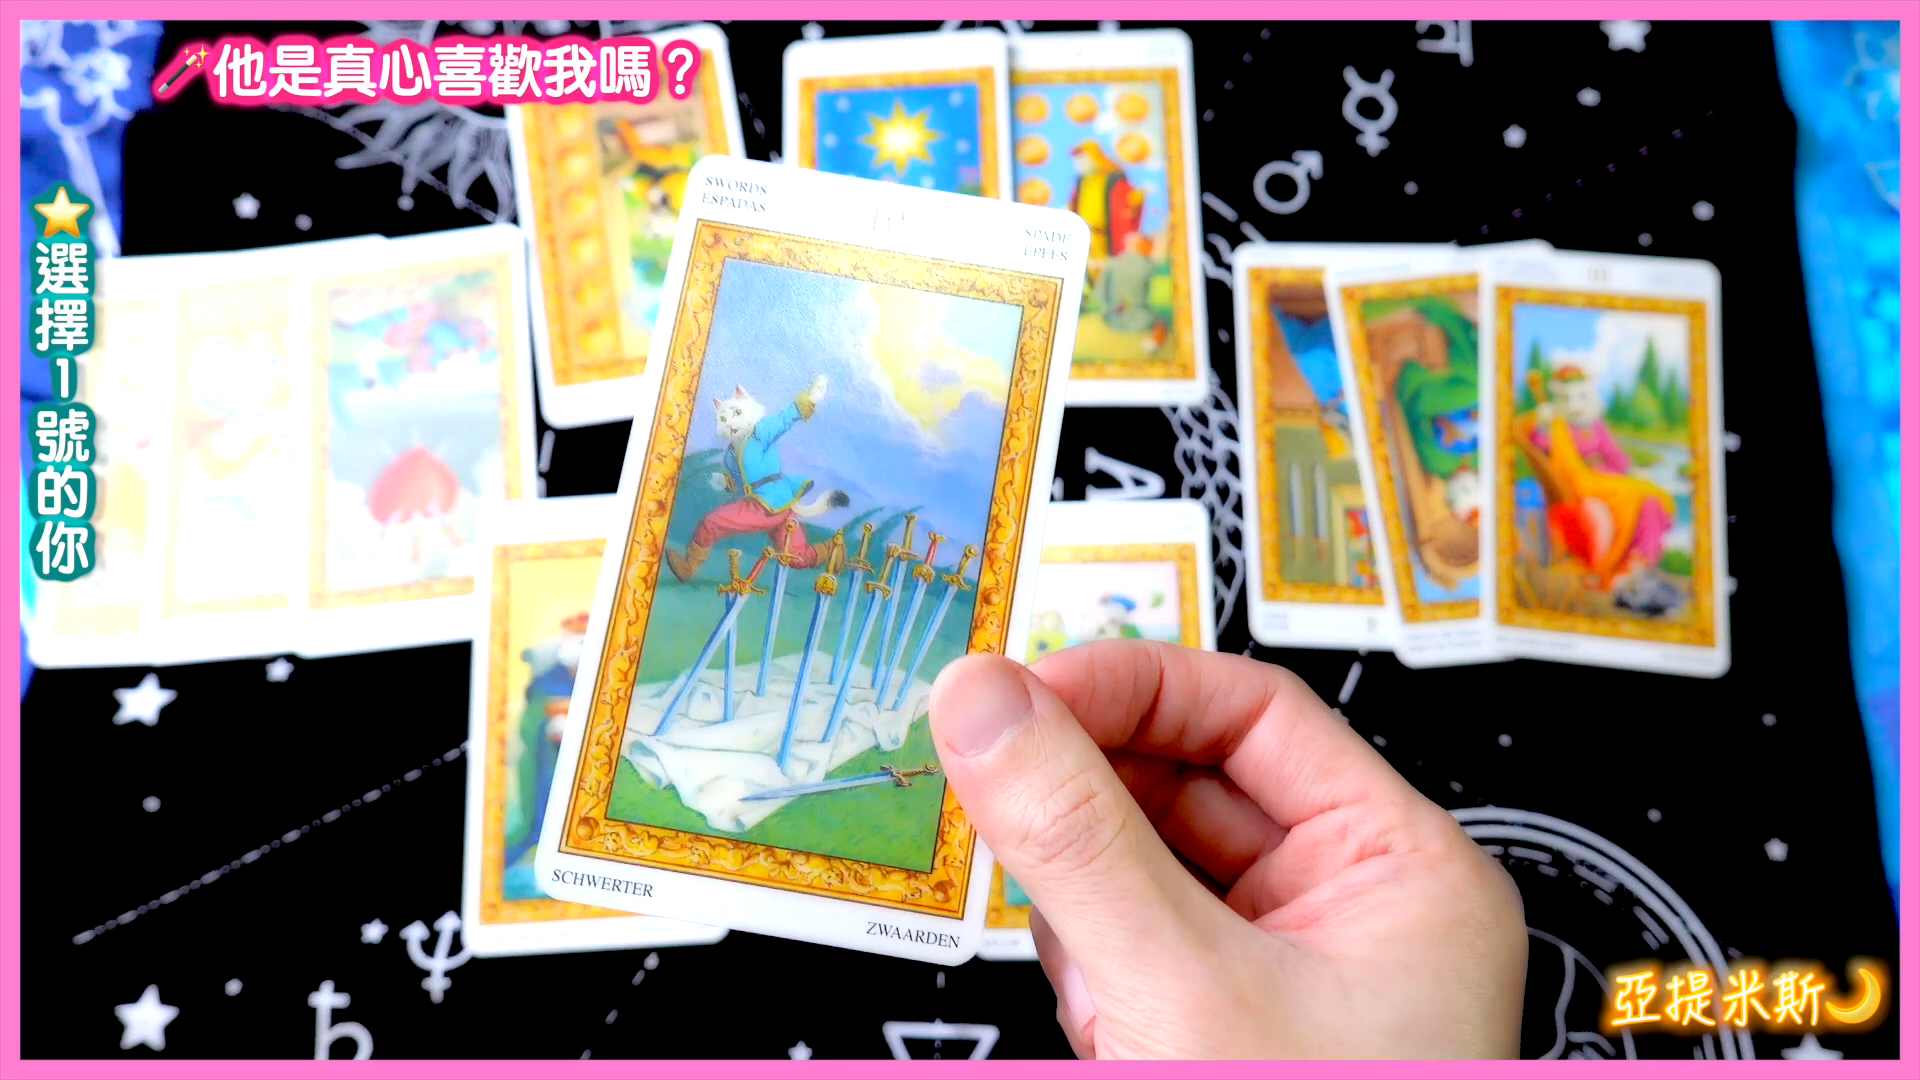 他是真心喜歡我嗎？
選擇1號的你
SWORDS
ESPADAS
SPADE
EPEES
SCHWERTER
ZWAARDEN
亞提米斯